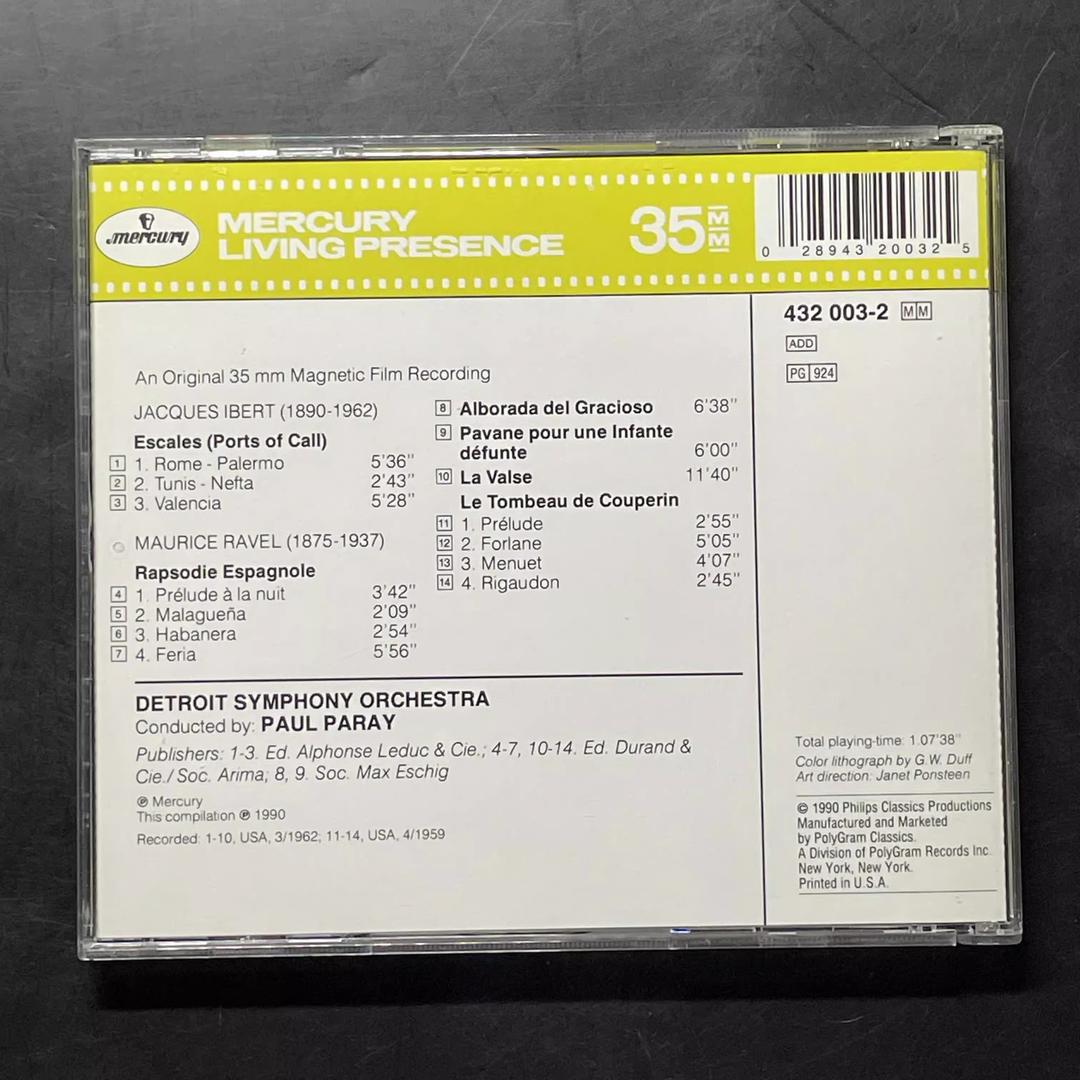 mercury
MERCURY
LIVING PRESENCE
35 MM
0 28943 20032 5
432 003-2 MM
ADD
PG 924
An Original 35 mm Magnetic Film Recording
JACQUES IBERT (1890-1962)
Escales (Ports of Call)
1 1. Rome - Palermo 5'36"
2 2. Tunis - Nefta 2'43"
3 3. Valencia 5'28"
MAURICE RAVEL (1875-1937)
Rapsodie Espagnole
4 1. Prélude à la nuit 3'42"
5 2. Malagueña 2'09"
6 3. Habanera 2'54"
7 4. Feria 5'56"
8 Alborada del Gracioso 6'38"
9 Pavane pour une Infante
défunte 6'00"
10 La Valse 11'40"
Le Tombeau de Couperin
11 1. Prélude 2'55"
12 2. Forlane 5'05"
13 3. Menuet 4'07"
14 4. Rigaudon 2'45"
DETROIT SYMPHONY ORCHESTRA
Conducted by: PAUL PARAY
Publishers: 1-3. Ed. Alphonse Leduc & Cie.; 4-7, 10-14. Ed. Durand &
Cie./ Soc. Arima; 8, 9. Soc. Max Eschig
℗ Mercury
This compilation ℗ 1990
Recorded: 1-10, USA, 3/1962; 11-14, USA, 4/1959
Total playing-time: 1.07'38"
Color lithograph by G.W. Duff
Art direction: Janet Ponsteen
© 1990 Philips Classics Productions
Manufactured and Marketed
by PolyGram Classics.
A Division of PolyGram Records Inc.
New York, New York.
Printed in U.S.A.